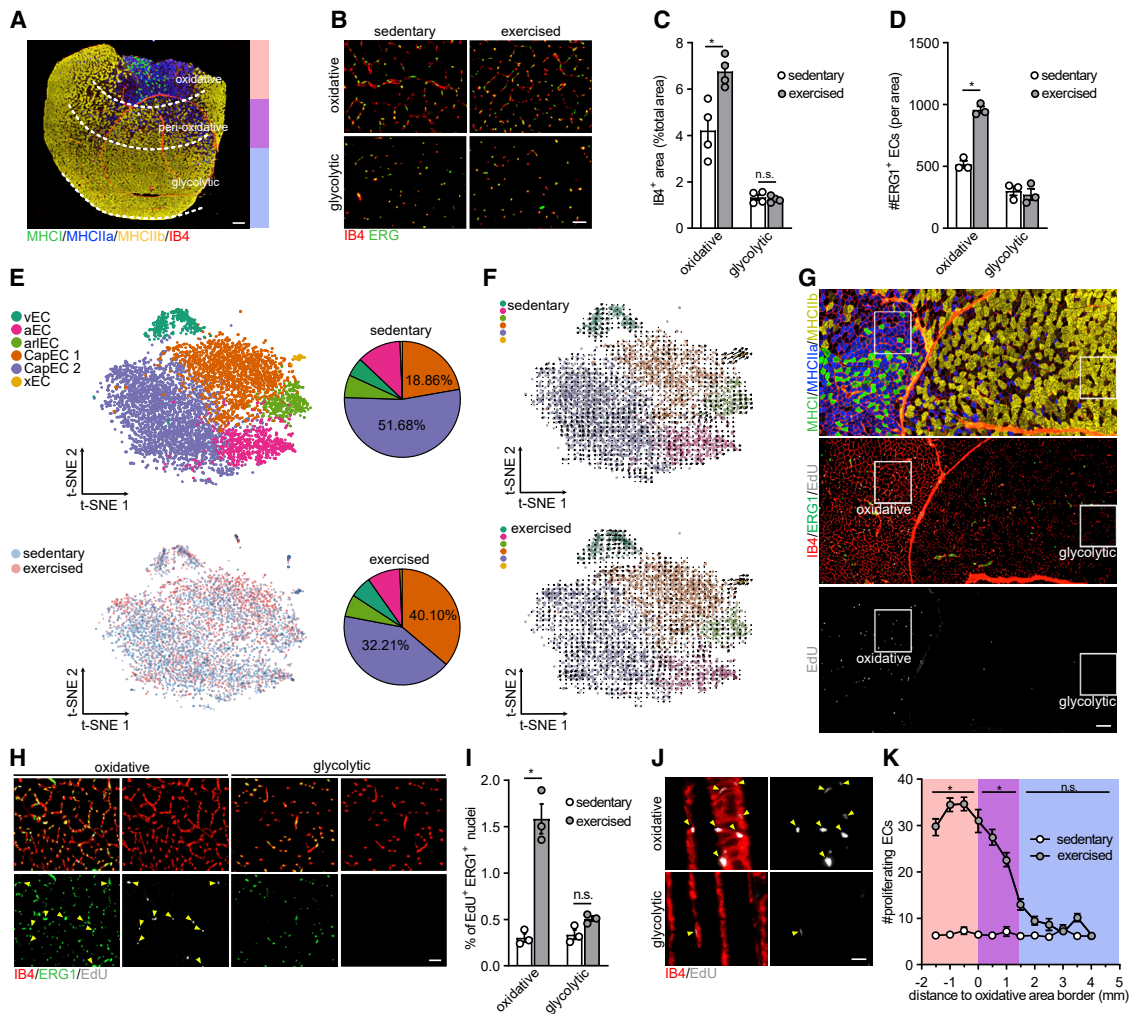 A
oxidative
peri-oxidative
glycolytic
MHCI/MHCIIa/MHCIIb/IB4
B
sedentary
exercised
oxidative
glycolytic
IB4 ERG
C
IB4+ area (%total area)
8
6
4
2
0
*
n.s.
sedentary
exercised
oxidative
glycolytic
D
#ERG1+ ECs (per area)
1500
1000
500
0
*
sedentary
exercised
oxidative
glycolytic
E
vEC
aEC
arlEC
CapEC 1
CapEC 2
xEC
t-SNE 2
t-SNE 1
sedentary
18.86%
51.68%
sedentary
exercised
t-SNE 2
t-SNE 1
exercised
40.10%
32.21%
F
sedentary
t-SNE 2
t-SNE 1
exercised
t-SNE 2
t-SNE 1
G
MHCI/MHCIIa/MHCIIb
IB4/ERG1/EdU
oxidative
glycolytic
EdU
oxidative
glycolytic
H
oxidative
glycolytic
IB4/ERG1/EdU
I
% of EdU+ ERG1+ nuclei
2.0
1.5
1.0
0.5
0.0
*
n.s.
sedentary
exercised
oxidative
glycolytic
J
oxidative
glycolytic
IB4/EdU
K
#proliferating ECs
40
30
20
10
0
*
*
n.s.
sedentary
exercised
-2 -1 0 1 2 3 4 5
distance to oxidative area border (mm)